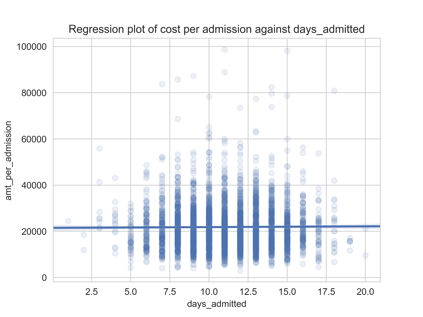 Regression plot of cost per admission against days_admitted
100000
80000
60000
40000
20000
0
amt_per_admission
2.5 5.0 7.5 10.0 12.5 15.0 17.5 20.0
days_admitted